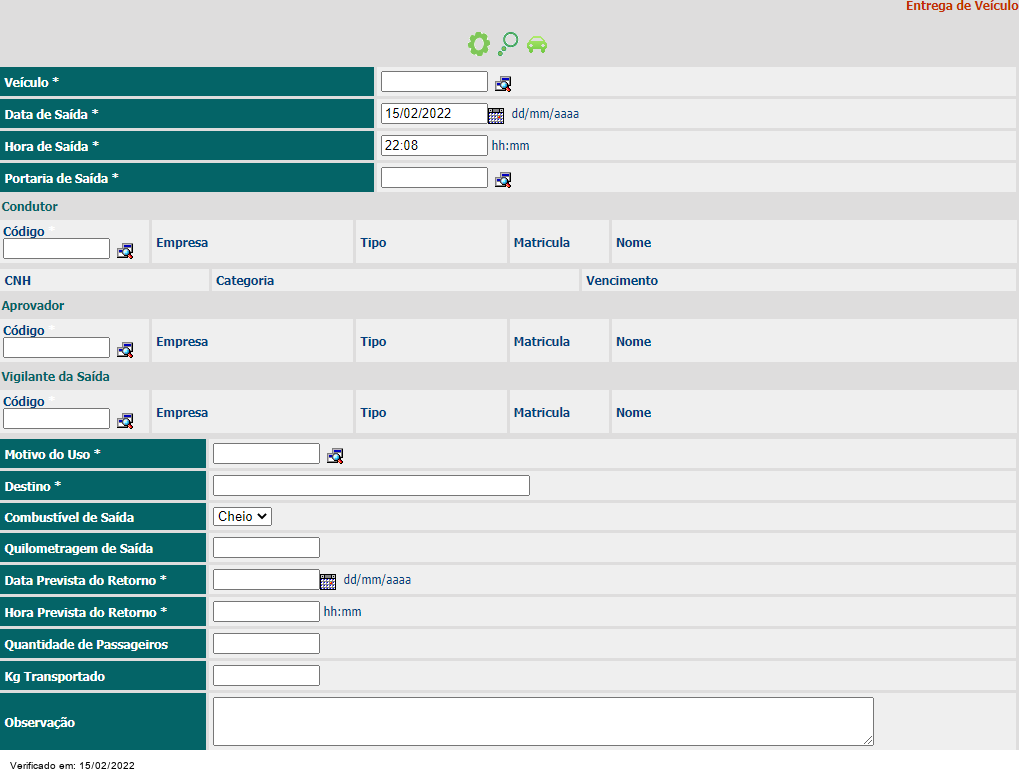 Entrega de Veículo
Veículo *
Data de Saída * 15/02/2022 dd/mm/aaaa
Hora de Saída * 22:08 hh:mm
Portaria de Saída *
Condutor
Código *
Empresa Tipo Matricula Nome
CNH Categoria Vencimento
Aprovador
Código *
Empresa Tipo Matricula Nome
Vigilante da Saída
Código *
Empresa Tipo Matricula Nome
Motivo do Uso *
Destino *
Combustível de Saída Cheio
Quilometragem de Saída
Data Prevista do Retorno * dd/mm/aaaa
Hora Prevista do Retorno * hh:mm
Quantidade de Passageiros
Kg Transportado
Observação
Verificado em: 15/02/2022